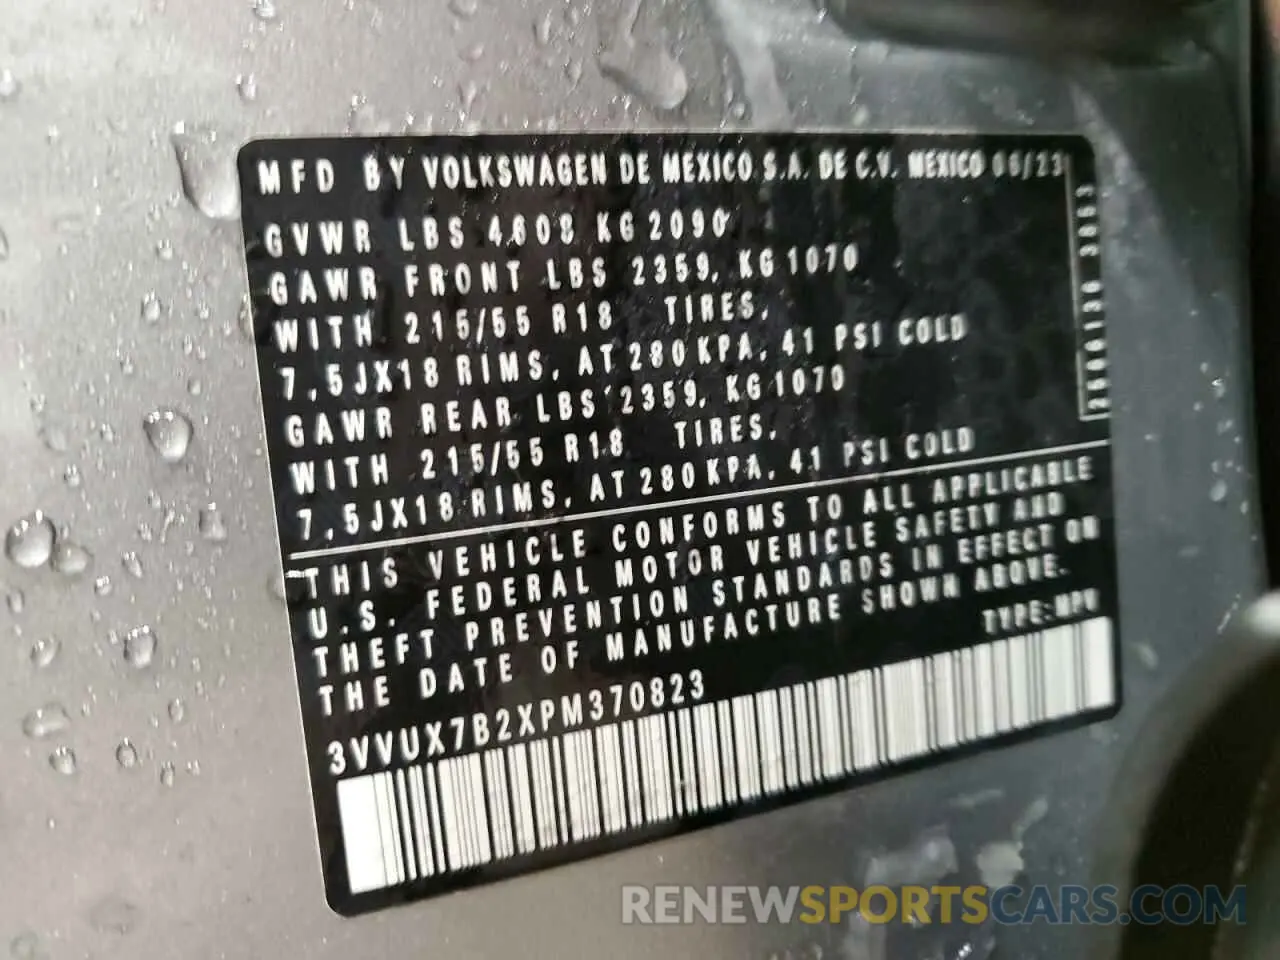 MFD BY VOLKSWAGEN DE MEXICO S.A. DE C.V. MEXICO 06/23
GVWR LBS 4608 KG 2090
GAWR FRONT LBS 2359, KG 1070
WITH 215/55 R18 TIRES,
7,5JX18 RIMS, AT 280 KPA, 41 PSI COLD
GAWR REAR LBS 2359, KG 1070
WITH 215/55 R18 TIRES,
7,5JX18 RIMS, AT 280 KPA, 41 PSI COLD
THIS VEHICLE CONFORMS TO ALL APPLICABLE
U.S. FEDERAL MOTOR VEHICLE SAFETY AND
THEFT PREVENTION STANDARDS IN EFFECT ON
THE DATE OF MANUFACTURE SHOWN ABOVE.
TYPE: MPV
3VVUX7B2XPM370823
RENEWSPORTSCARS.COM